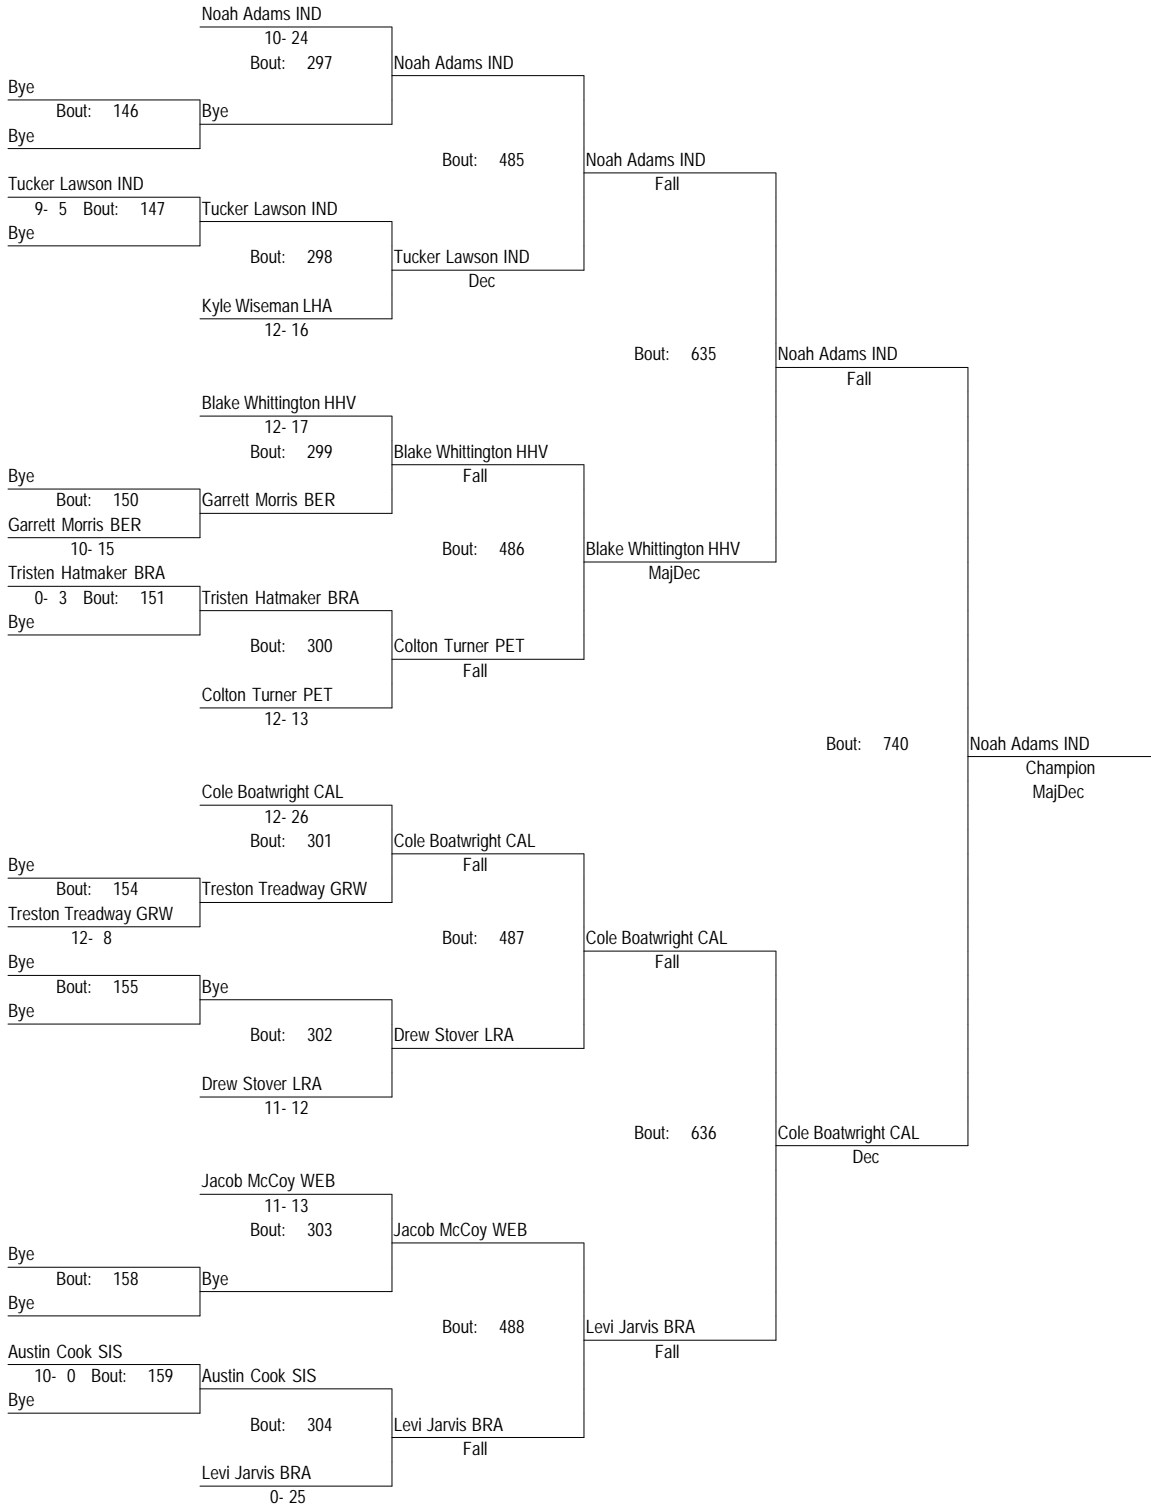 Noah Adams IND
10- 24
Bout: 297 Noah Adams IND
Bye
Bout: 146 Bye
Bye
Bout: 485 Noah Adams IND
Fall
Tucker Lawson IND
9- 5 Bout: 147 Tucker Lawson IND
Bye
Bout: 298 Tucker Lawson IND
Dec
Kyle Wiseman LHA
12- 16
Bout: 635 Noah Adams IND
Fall
Blake Whittington HHV
12- 17
Bout: 299 Blake Whittington HHV
Fall
Bye
Bout: 150 Garrett Morris BER
Garrett Morris BER
10- 15
Bout: 486 Blake Whittington HHV
MajDec
Tristen Hatmaker BRA
0- 3 Bout: 151 Tristen Hatmaker BRA
Bye
Bout: 300 Colton Turner PET
Fall
Colton Turner PET
12- 13
Bout: 740 Noah Adams IND
Champion
MajDec
Cole Boatwright CAL
12- 26
Bout: 301 Cole Boatwright CAL
Fall
Bye
Bout: 154 Treston Treadway GRW
Treston Treadway GRW
12- 8
Bout: 487 Cole Boatwright CAL
Fall
Bye
Bout: 155 Bye
Bye
Bout: 302 Drew Stover LRA
Drew Stover LRA
11- 12
Bout: 636 Cole Boatwright CAL
Dec
Jacob McCoy WEB
11- 13
Bout: 303 Jacob McCoy WEB
Bye
Bout: 158 Bye
Bye
Bout: 488 Levi Jarvis BRA
Fall
Austin Cook SIS
10- 0 Bout: 159 Austin Cook SIS
Bye
Bout: 304 Levi Jarvis BRA
Fall
Levi Jarvis BRA
0- 25